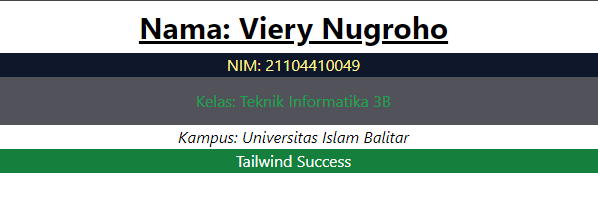 Nama: Viery Nugroho
NIM: 21104410049
Kelas: Teknik Informatika 3B
Kampus: Universitas Islam Balitar
Tailwind Success